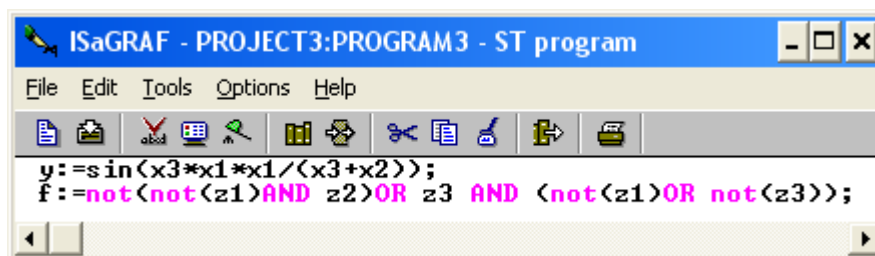 ISaGRAF - PROJECT3:PROGRAM3 - ST program
File Edit Tools Options Help
y:=sin(x3*x1*x1/(x3+x2));
f:=not(not(z1)AND z2)OR z3 AND (not(z1)OR not(z3));